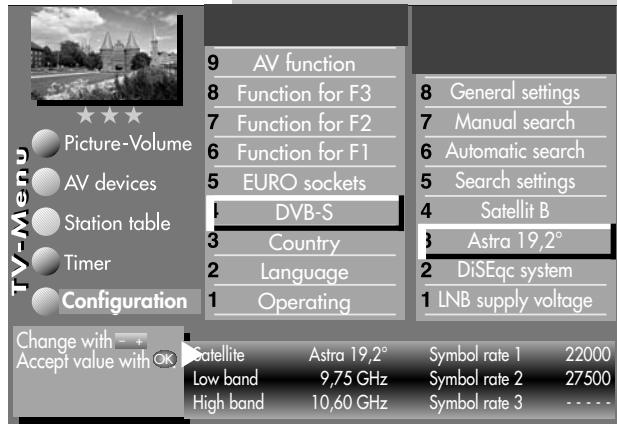 TV-Menu
Picture-Volume
AV devices
Station table
Timer
Configuration
9 AV function
8 Function for F3
7 Function for F2
6 Function for F1
5 EURO sockets
4 DVB-S
3 Country
2 Language
1 Operating
8 General settings
7 Manual search
6 Automatic search
5 Search settings
4 Satellit B
3 Astra 19,2°
2 DiSEqc system
1 LNB supply voltage
Change with - +
Accept value with OK.
Satellite Astra 19,2° Symbol rate 1 22000
Low band 9,75 GHz Symbol rate 2 27500
High band 10,60 GHz Symbol rate 3 - - - - -